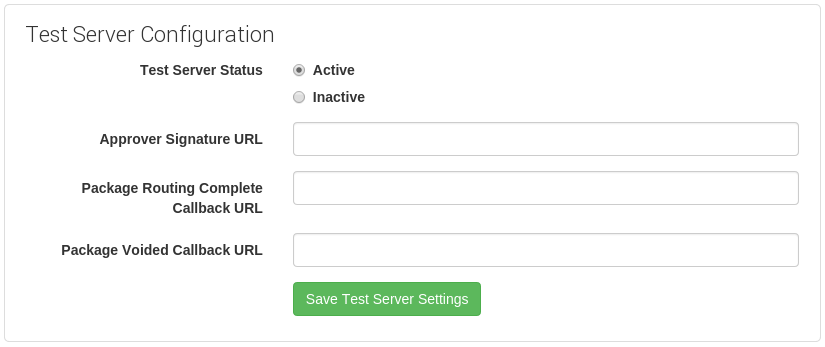 Test Server Configuration
Test Server Status
Active
Inactive
Approver Signature URL
Package Routing Complete
Callback URL
Package Voided Callback URL
Save Test Server Settings